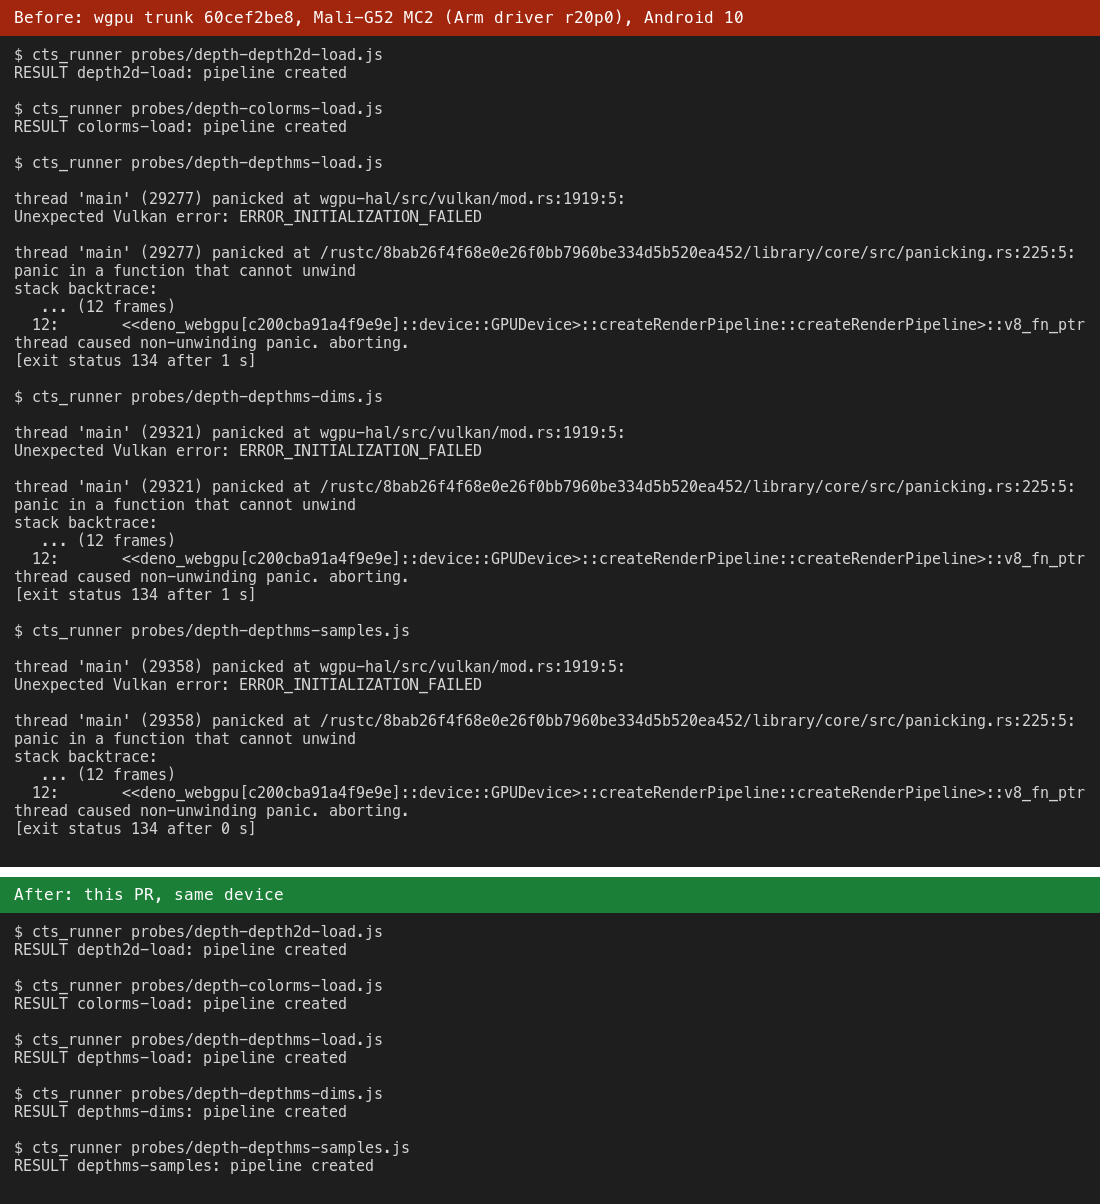 Before: wgpu trunk 60cef2be8, Mali-G52 MC2 (Arm driver r20p0), Android 10
$ cts_runner probes/depth-depth2d-load.js
RESULT depth2d-load: pipeline created
$ cts_runner probes/depth-colorms-load.js
RESULT colorms-load: pipeline created
$ cts_runner probes/depth-depthms-load.js
thread 'main' (29277) panicked at wgpu-hal/src/vulkan/mod.rs:1919:5:
Unexpected Vulkan error: ERROR_INITIALIZATION_FAILED
thread 'main' (29277) panicked at /rustc/8bab26f4f68e0e26f0bb7960be334d5b520ea452/library/core/src/panicking.rs:225:5:
panic in a function that cannot unwind
stack backtrace:
   ... (12 frames)
  12:       <<deno_webgpu[c200cba91a4f9e9e]::device::GPUDevice>::createRenderPipeline::createRenderPipeline>::v8_fn_ptr
thread caused non-unwinding panic. aborting.
[exit status 134 after 1 s]
$ cts_runner probes/depth-depthms-dims.js
thread 'main' (29321) panicked at wgpu-hal/src/vulkan/mod.rs:1919:5:
Unexpected Vulkan error: ERROR_INITIALIZATION_FAILED
thread 'main' (29321) panicked at /rustc/8bab26f4f68e0e26f0bb7960be334d5b520ea452/library/core/src/panicking.rs:225:5:
panic in a function that cannot unwind
stack backtrace:
   ... (12 frames)
  12:       <<deno_webgpu[c200cba91a4f9e9e]::device::GPUDevice>::createRenderPipeline::createRenderPipeline>::v8_fn_ptr
thread caused non-unwinding panic. aborting.
[exit status 134 after 1 s]
$ cts_runner probes/depth-depthms-samples.js
thread 'main' (29358) panicked at wgpu-hal/src/vulkan/mod.rs:1919:5:
Unexpected Vulkan error: ERROR_INITIALIZATION_FAILED
thread 'main' (29358) panicked at /rustc/8bab26f4f68e0e26f0bb7960be334d5b520ea452/library/core/src/panicking.rs:225:5:
panic in a function that cannot unwind
stack backtrace:
   ... (12 frames)
  12:       <<deno_webgpu[c200cba91a4f9e9e]::device::GPUDevice>::createRenderPipeline::createRenderPipeline>::v8_fn_ptr
thread caused non-unwinding panic. aborting.
[exit status 134 after 0 s]
After: this PR, same device
$ cts_runner probes/depth-depth2d-load.js
RESULT depth2d-load: pipeline created
$ cts_runner probes/depth-colorms-load.js
RESULT colorms-load: pipeline created
$ cts_runner probes/depth-depthms-load.js
RESULT depthms-load: pipeline created
$ cts_runner probes/depth-depthms-dims.js
RESULT depthms-dims: pipeline created
$ cts_runner probes/depth-depthms-samples.js
RESULT depthms-samples: pipeline created